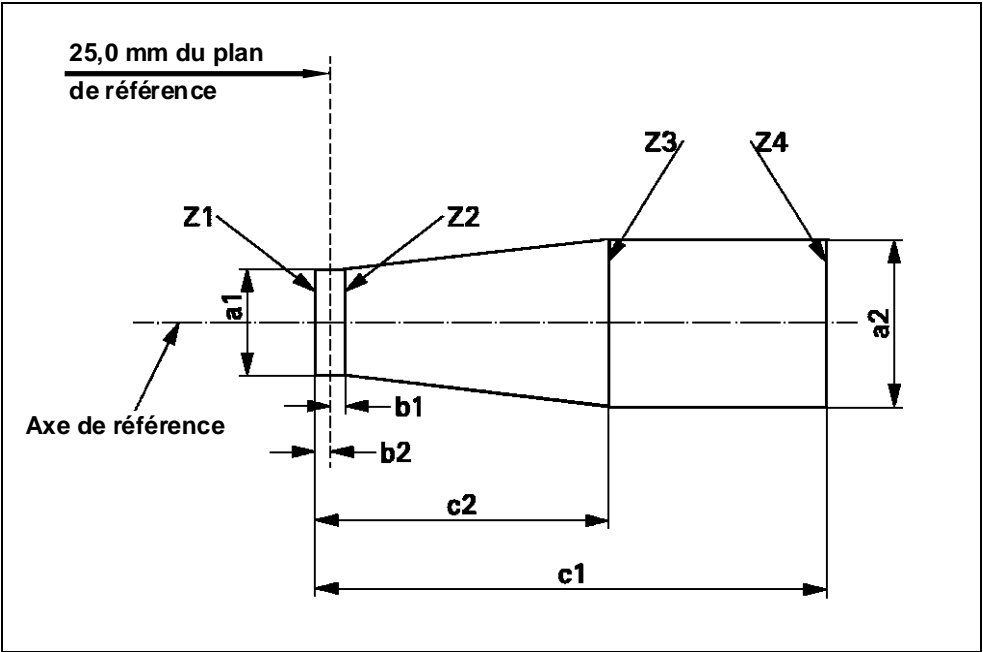 25,0 mm du plan
de référence
Z3
Z4
Z1
Z2
a1
a2
b1
Axe de référence
b2
c2
c1